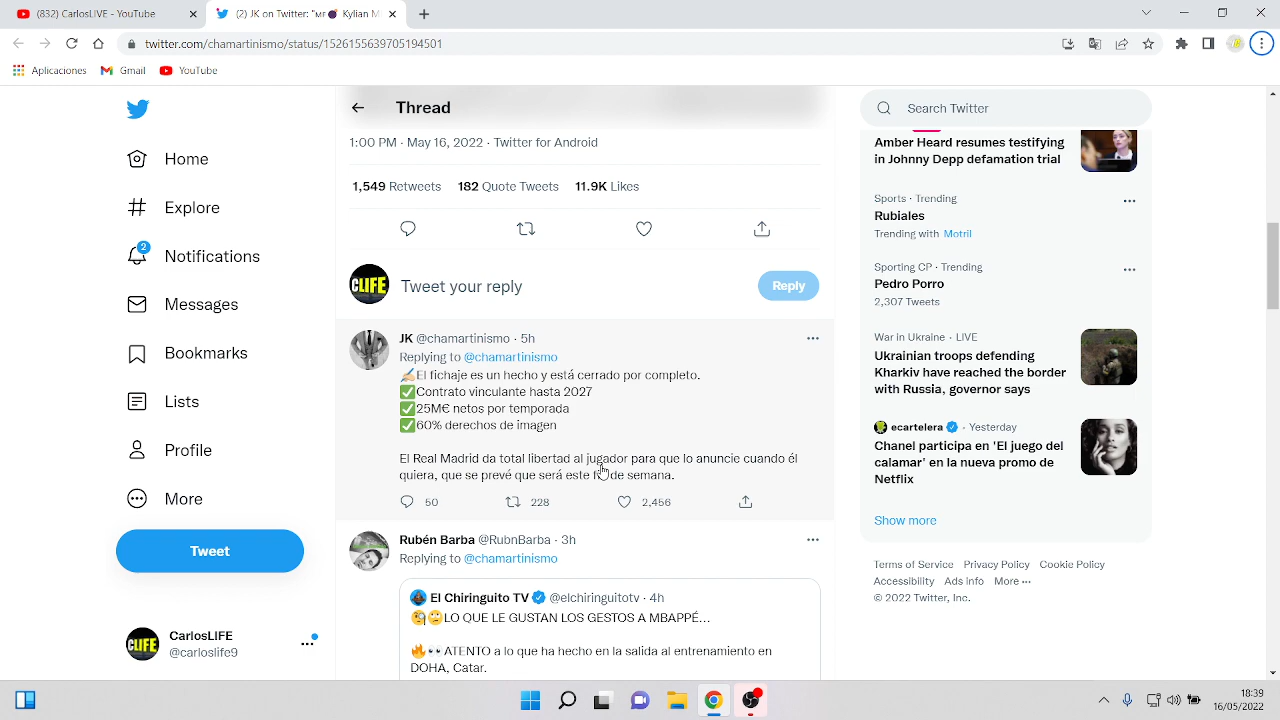 (832) CarlosLIVE - YouTube
(2) JK on Twitter: "мr💣 Kylian M
twitter.com/chamartinismo/status/1526155639705194501
Aplicaciones
Gmail
YouTube
Thread
Search Twitter
1:00 PM · May 16, 2022 · Twitter for Android
1,549 Retweets 182 Quote Tweets 11.9K Likes
Home
Explore
2
Notifications
Messages
Bookmarks
Lists
Profile
More
Tweet
CarlosLIFE
@carloslife9
CLIFE
CLIFE
Tweet your reply
Reply
JK @chamartinismo · 5h
Replying to @chamartinismo
✍🏻El fichaje es un hecho y está cerrado por completo.
✅Contrato vinculante hasta 2027
✅25M€ netos por temporada
✅60% derechos de imagen
El Real Madrid da total libertad al jugador para que lo anuncie cuando él
quiera, que se prevé que será este de semana.
50 228 2,456
Rubén Barba @RubnBarba · 3h
Replying to @chamartinismo
El Chiringuito TV @elchiringuitotv · 4h
🧐🙄LO QUE LE GUSTAN LOS GESTOS A MBAPPÉ...
🔥👀ATENTO a lo que ha hecho en la salida al entrenamiento en
DOHA, Catar.
Amber Heard resumes testifying
in Johnny Depp defamation trial
Sports · Trending
Rubiales
Trending with Motril
Sporting CP · Trending
Pedro Porro
2,307 Tweets
War in Ukraine · LIVE
Ukrainian troops defending
Kharkiv have reached the border
with Russia, governor says
ecartelera · Yesterday
Chanel participa en 'El juego del
calamar' en la nueva promo de
Netflix
Show more
Terms of Service Privacy Policy Cookie Policy
Accessibility Ads info More ···
© 2022 Twitter, Inc.
18:39
16/05/2022